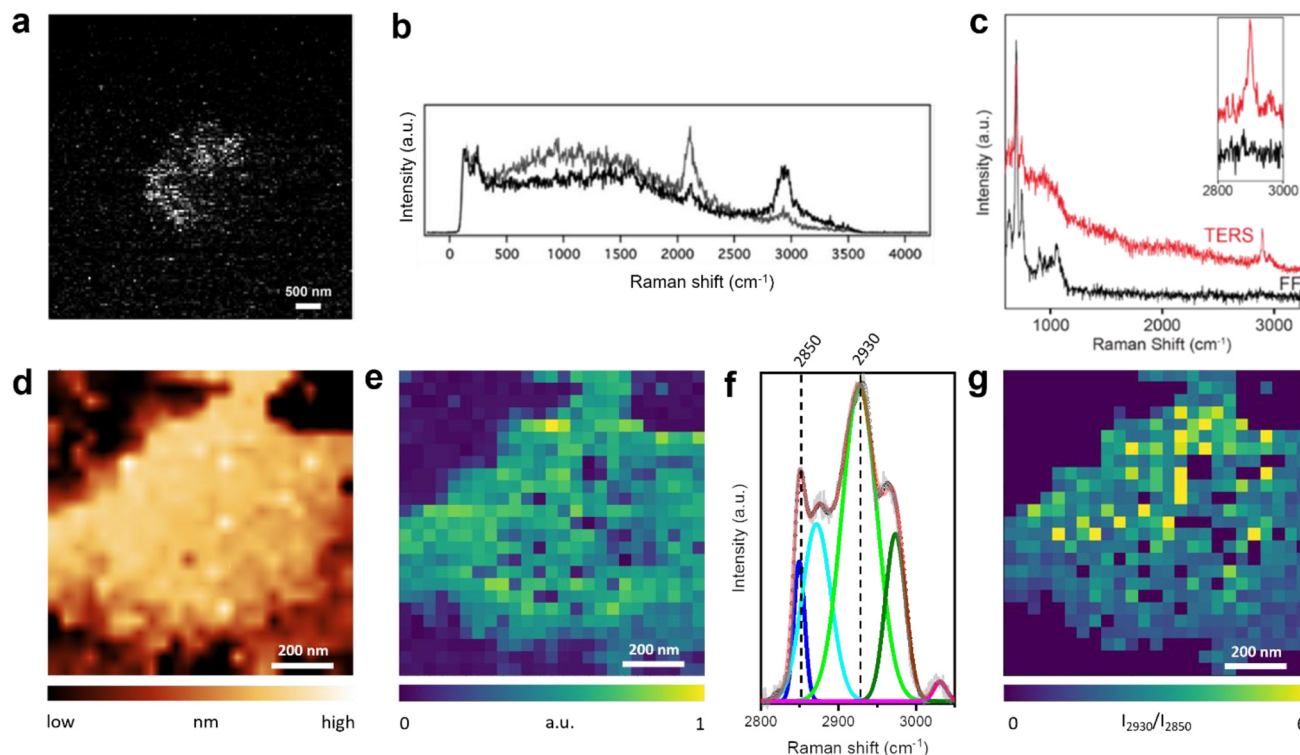 a
500 nm
b
Intensity (a.u.)
0 500 1000 1500 2000 2500 3000 3500 4000
Raman shift (cm⁻¹)
c
Intensity (a.u.)
2800 3000
TERS
FF
1000 2000 3000
Raman Shift (cm⁻¹)
d
200 nm
low nm high
e
200 nm
0 a.u. 1
f
2850
2930
Intensity (a.u.)
2800 2900 3000
Raman shift (cm⁻¹)
g
200 nm
0 I₂₉₃₀/I₂₈₅₀ 6